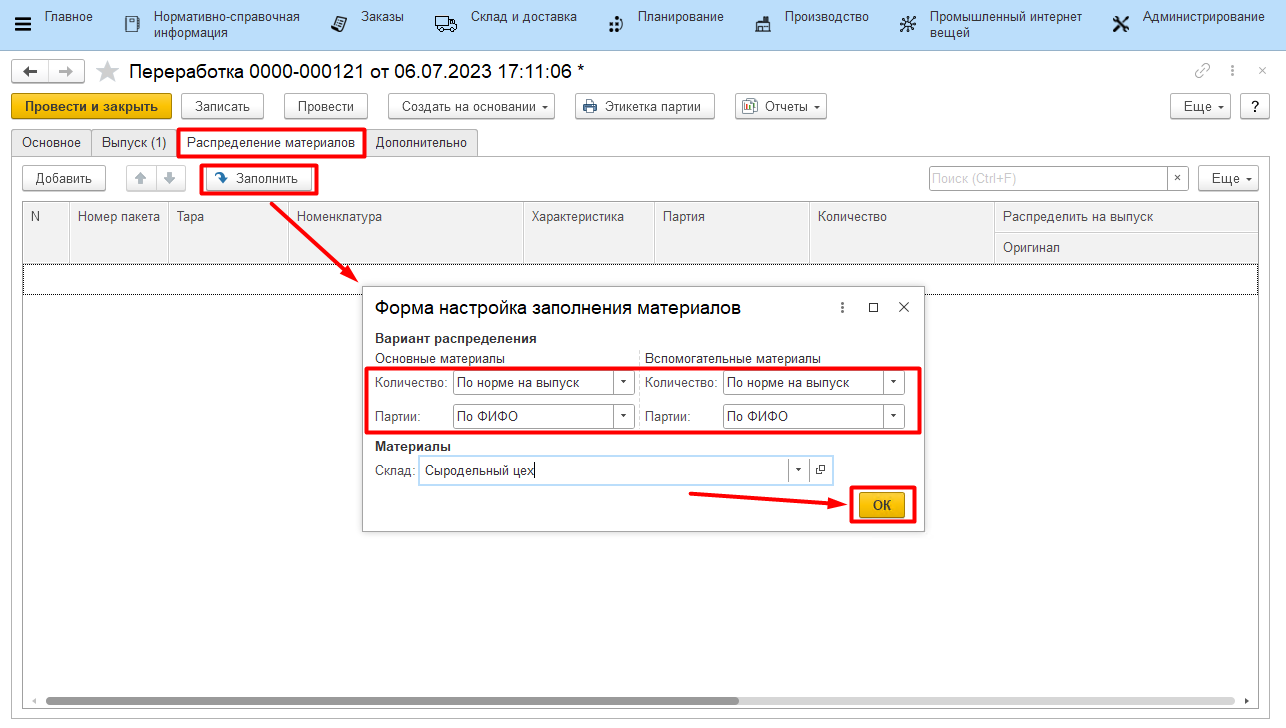 Главное
Нормативно-справочная
информация
Заказы
Склад и доставка
Планирование
Производство
Промышленный интернет
вещей
Администрирование
Переработка 0000-000121 от 06.07.2023 17:11:06 *
Провести и закрыть
Записать
Провести
Создать на основании
Этикетка партии
Отчеты
Еще
?
Основное
Выпуск (1)
Распределение материалов
Дополнительно
Добавить
Заполнить
Поиск (Ctrl+F)
×
Еще
N
Номер пакета
Тара
Номенклатура
Характеристика
Партия
Количество
Распределить на выпуск
Оригинал
Форма настройка заполнения материалов
Вариант распределения
Основные материалы
Вспомогательные материалы
Количество: По норме на выпуск
Количество: По норме на выпуск
Партии: По ФИФО
Партии: По ФИФО
Материалы
Склад: Сыродельный цех
ОК